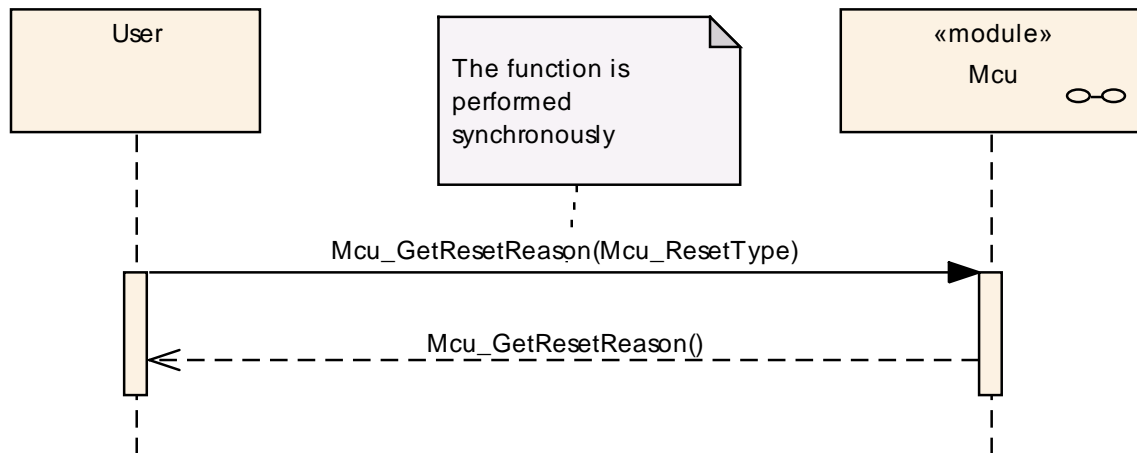 User
The function is
performed
synchronously
«module»
Mcu
Mcu_GetResetReason(Mcu_ResetType)
Mcu_GetResetReason()